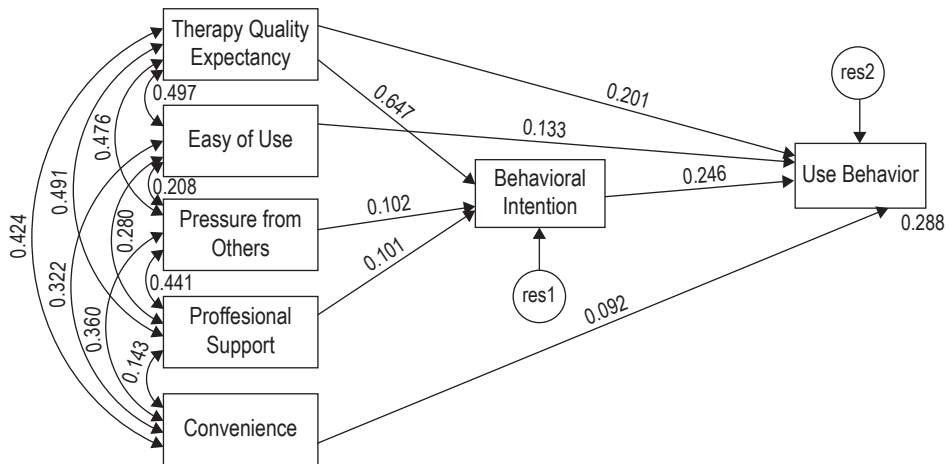 Therapy Quality
Expectancy
res2
0.497
0.201
0.647
0.476
Easy of Use
0.133
0.491
Behavioral
Intention
0.246
Use Behavior
0.208
0.424
0.280
Pressure from
Others
0.102
0.288
0.322
0.441
0.101
res1
0.360
Proffesional
Support
0.092
0.143
Convenience